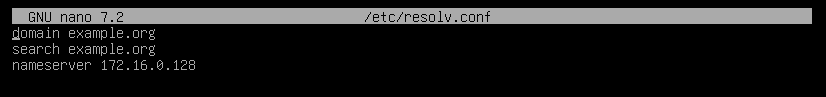 GNU nano 7.2 /etc/resolv.conf
domain example.org
search example.org
nameserver 172.16.0.128